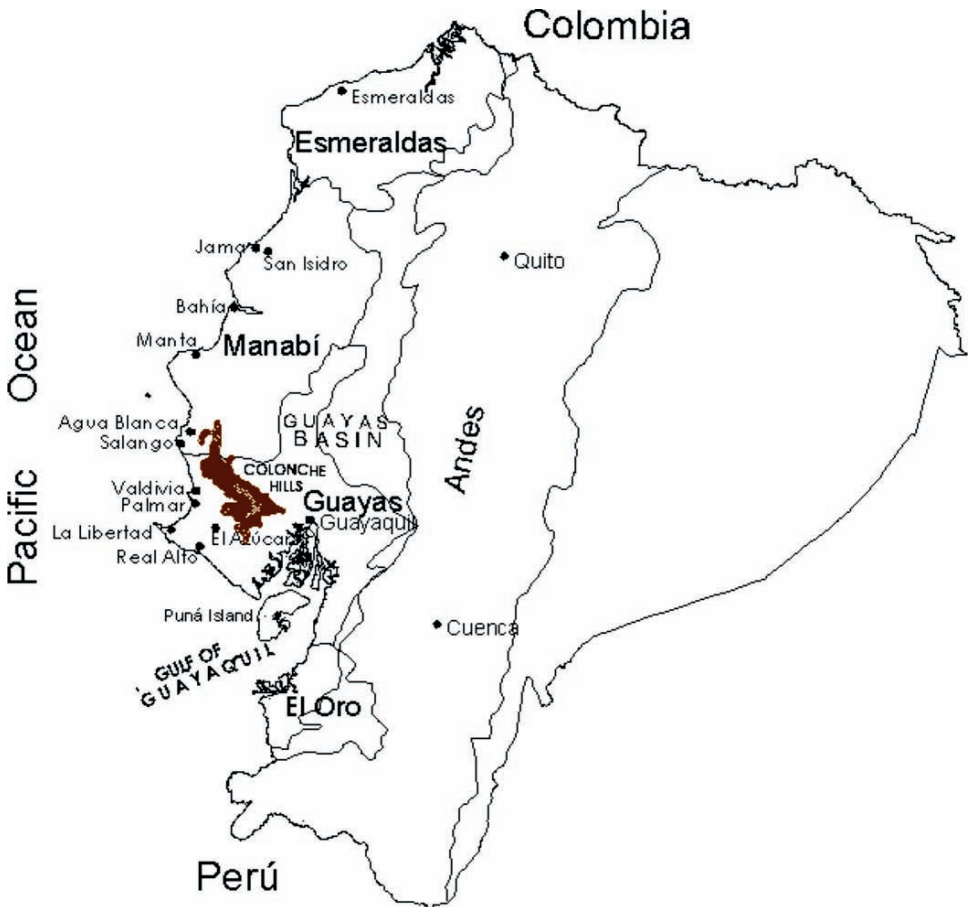 Colombia
Esmeraldas
Esmeraldas
Jama
San Isidro
Quito
Bahía
Manta
Manabí
Pacific Ocean
Agua Blanca
Salango
GUAYAS
BASIN
Andes
COLONCHE
HILLS
Valdivia
Palmar
Guayas
Guayaquil
La Libertad
El Azúcar
Real Alto
Puná Island
Cuenca
GULF OF
GUAYAQUIL
El Oro
Perú